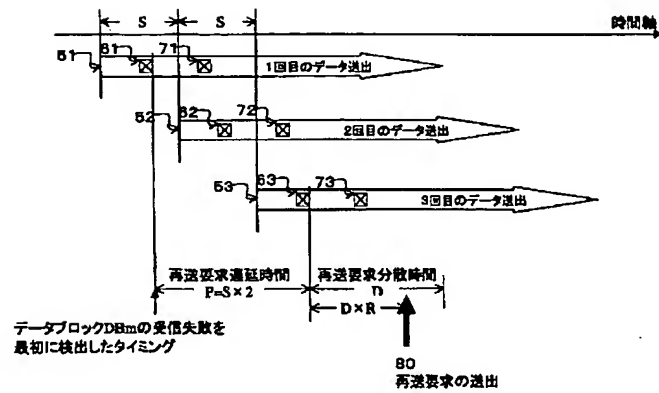 S
S
時間軸
51
61
71
1回目のデータ送出
52
62
72
2回目のデータ送出
53
63
73
3回目のデータ送出
再送要求遅延時間
P=S×2
再送要求分散時間
D
D×R
データブロックDBmの受信失敗を
最初に検出したタイミング
80
再送要求の送出